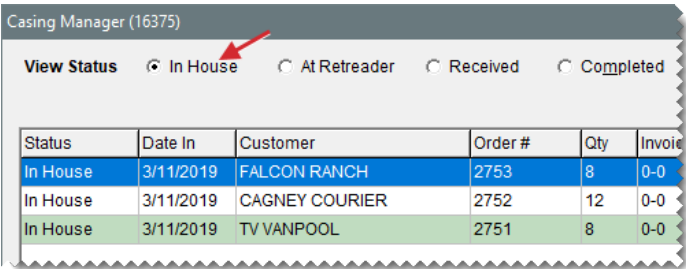 Casing Manager (16375)
View Status In House At Retreader Received Completed
Status Date In Customer Order # Qty
In House 3/11/2019 FALCON RANCH 2753 8 0-0
In House 3/11/2019 CAGNEY COURIER 2752 12 0-0
In House 3/11/2019 TV VANPOOL 2751 8 0-0